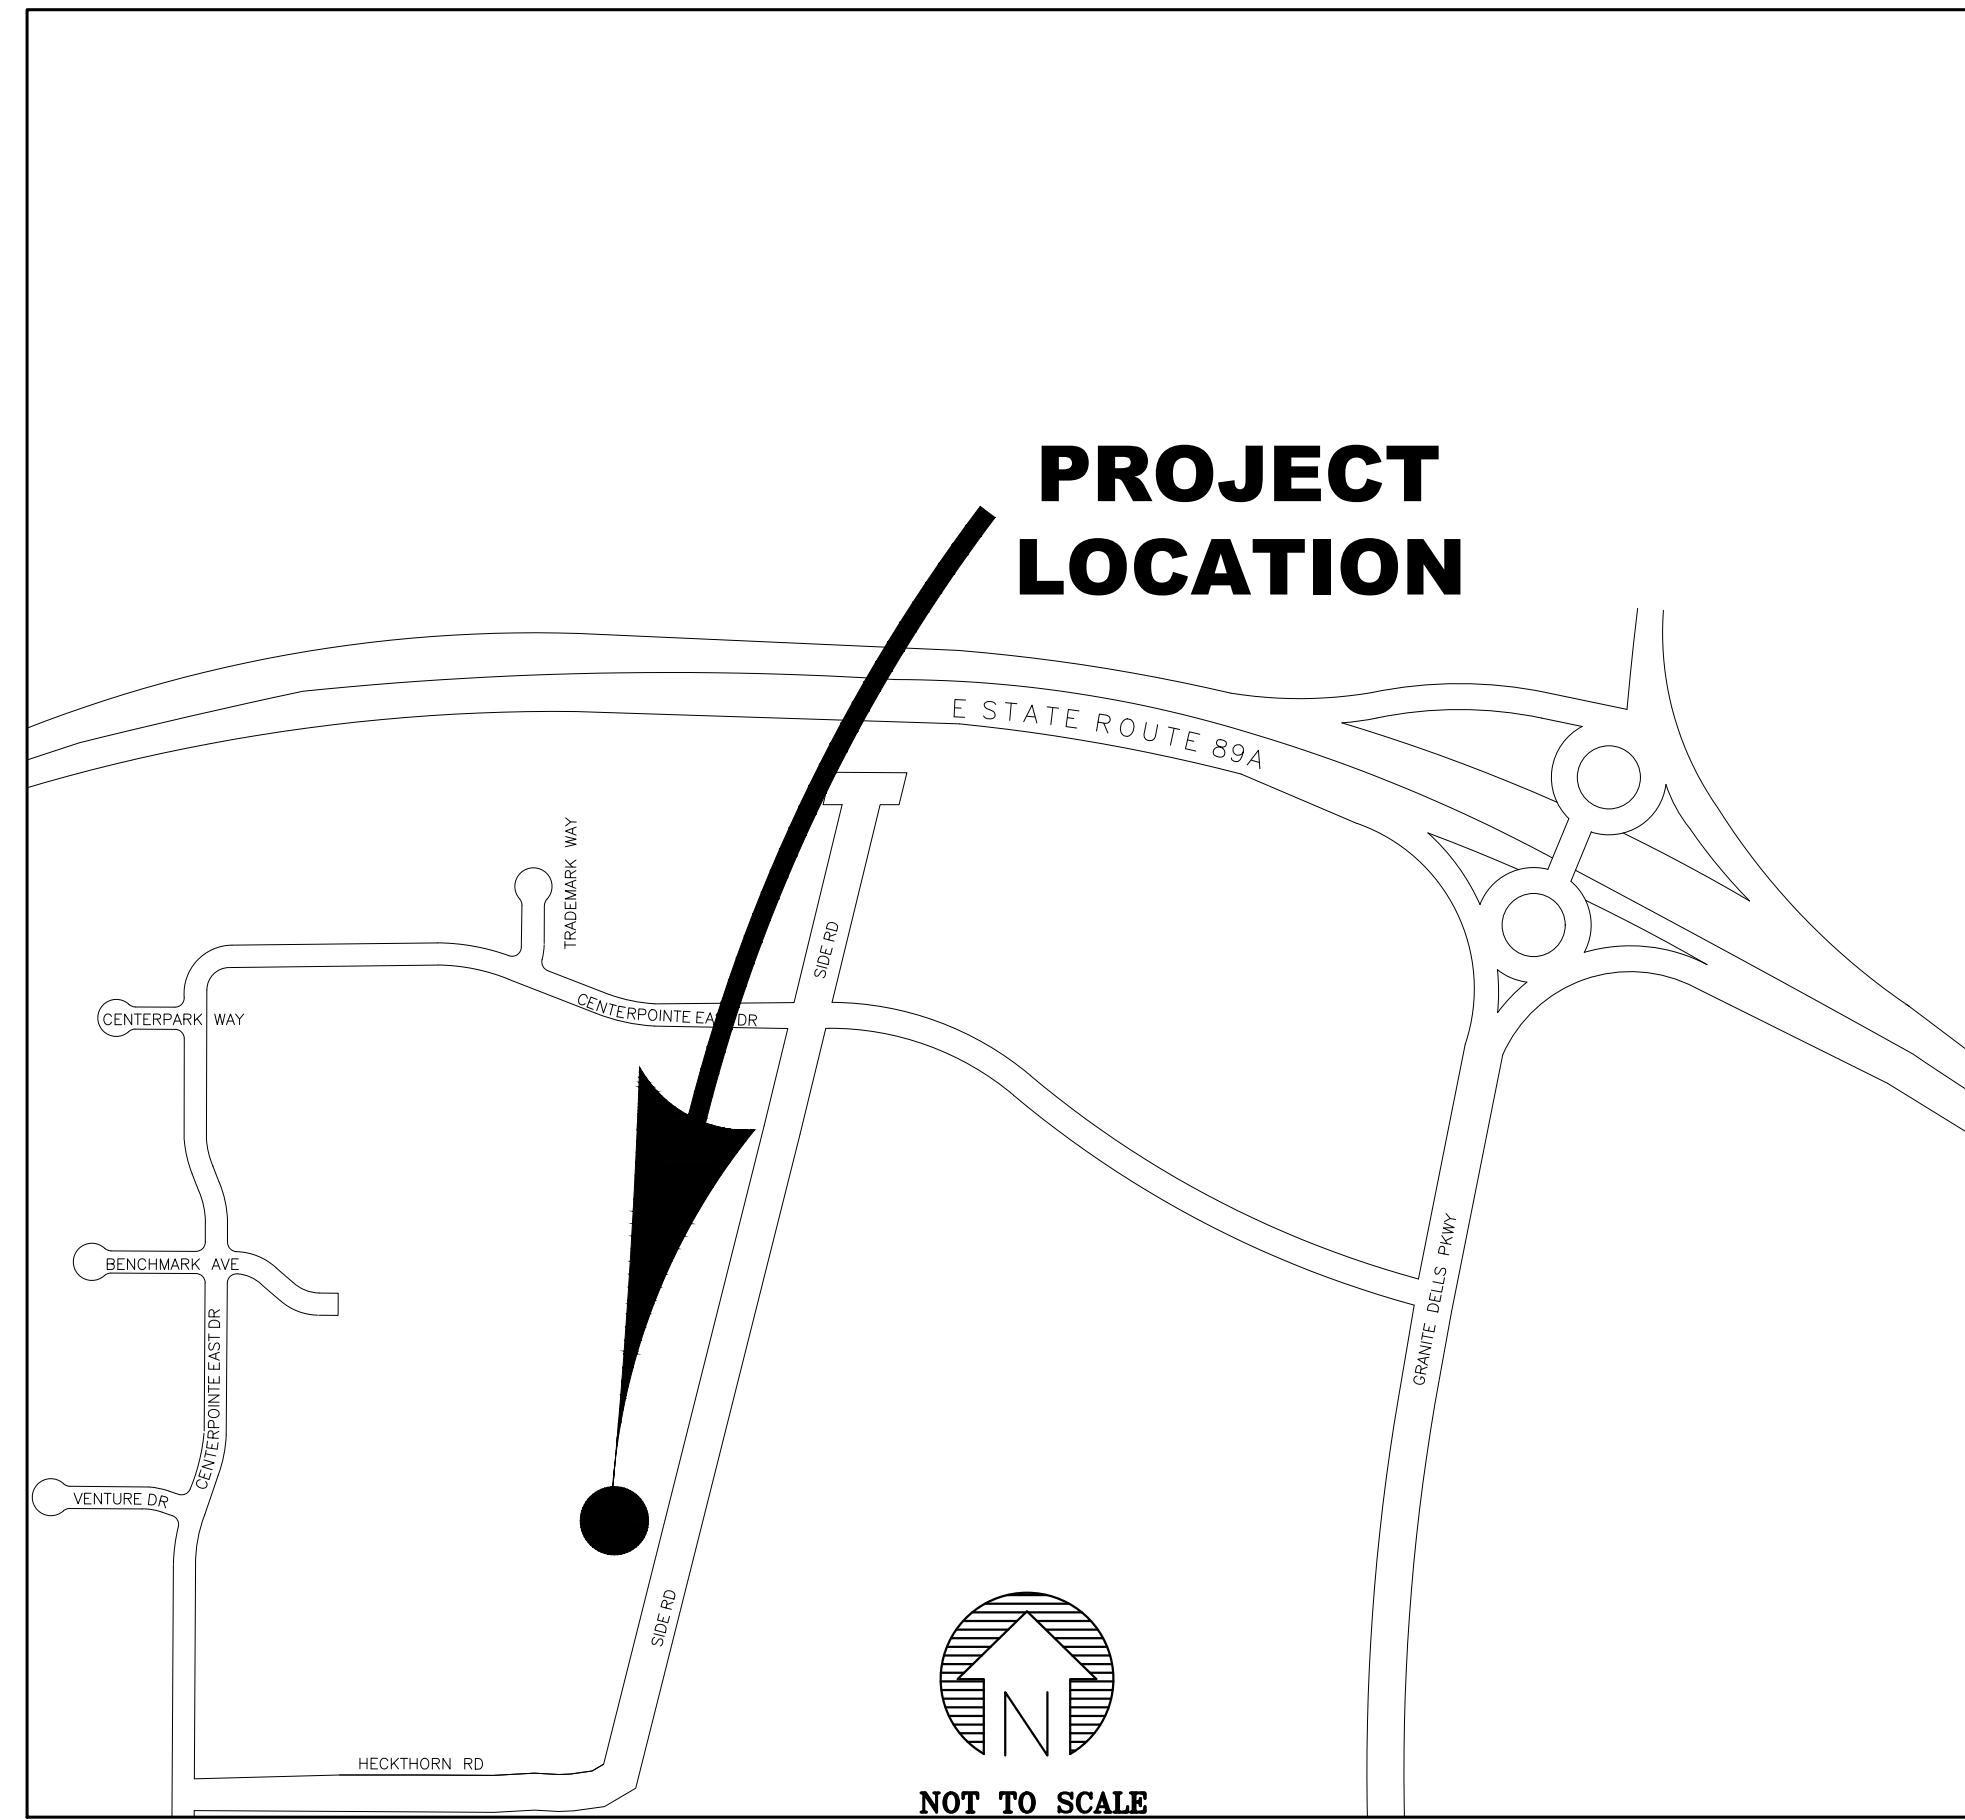 PROJECT
LOCATION
E STATE ROUTE 89A
TRADEMARK WAY
SIDE RD
CENTERPOINTE EAST DR
CENTERPARK WAY
GRANITE DELLS PKWY
BENCHMARK AVE
CENTERPOINTE EAST DR
VENTURE DR
SIDE RD
N
HECKTHORN RD
NOT TO SCALE